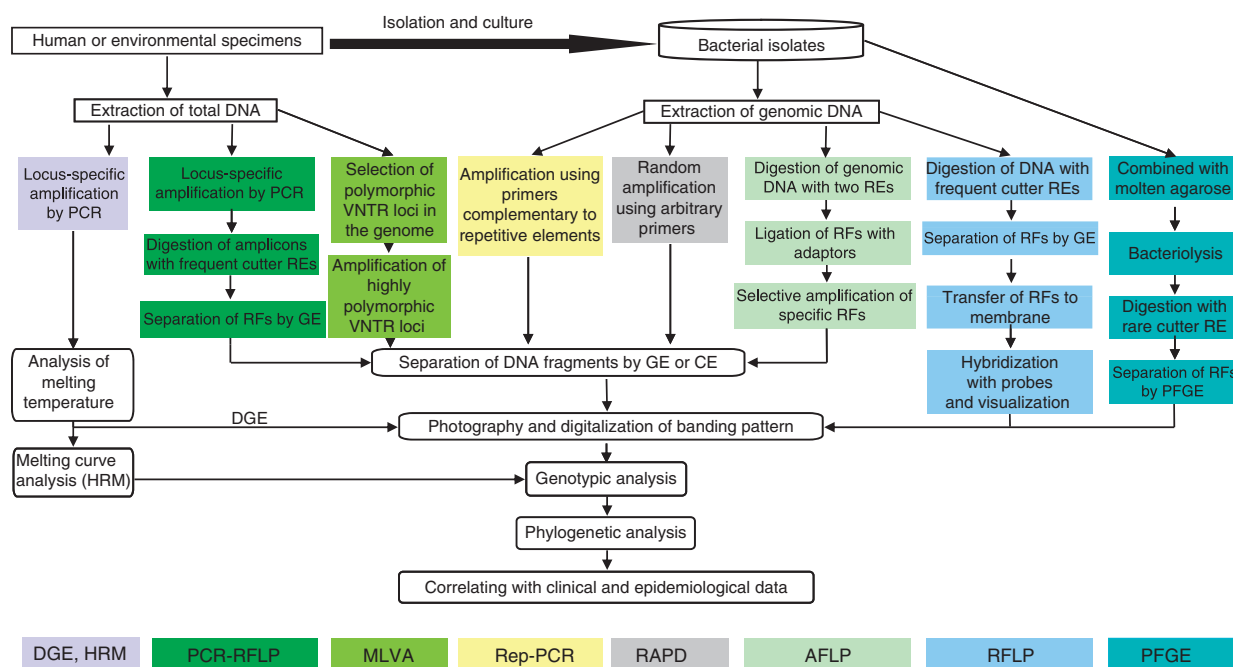 Isolation and culture
Human or environmental specimens
Bacterial isolates
Extraction of total DNA
Extraction of genomic DNA
Locus-specific
amplification
by PCR
Locus-specific
amplification by PCR
Digestion of amplicons
with frequent cutter REs
Separation of RFs by GE
Selection of
polymorphic
VNTR loci in
the genome
Amplification of
highly
polymorphic
VNTR loci
Amplification using
primers
complementary to
repetitive elements
Random
amplification
using arbitrary
primers
Digestion of genomic
DNA with two REs
Ligation of RFs with
adaptors
Selective amplification of
specific RFs
Digestion of DNA with
frequent cutter REs
Separation of RFs by GE
Transfer of RFs to
membrane
Hybridization
with probes
and visualization
Combined with
molten agarose
Bacteriolysis
Digestion with
rare cutter RE
Separation of RFs
by PFGE
Analysis of
melting
temperature
Separation of DNA fragments by GE or CE
DGE
Photography and digitalization of banding pattern
Melting curve
analysis (HRM)
Genotypic analysis
Phylogenetic analysis
Correlating with clinical and epidemiological data
DGE, HRM
PCR-RFLP
MLVA
Rep-PCR
RAPD
AFLP
RFLP
PFGE